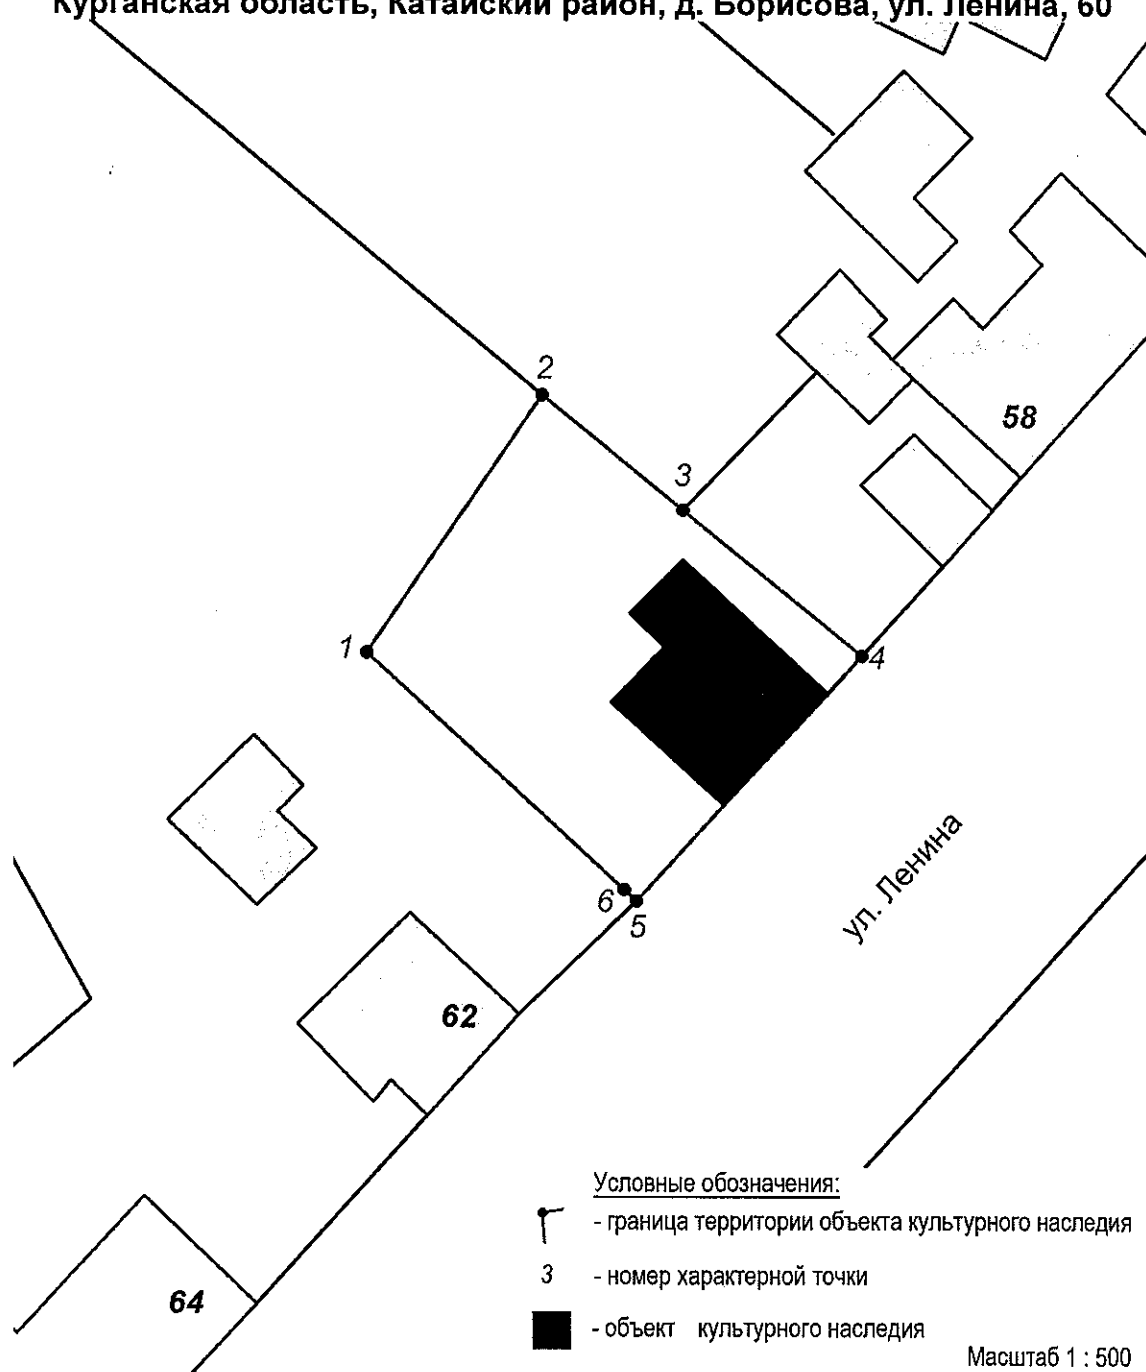 Курганская область, Катайский район, д. Борисова, ул. Ленина, 60
2
3
58
1
4
6
5
ул. Ленина
62
64
Условные обозначения:
- граница территории объекта культурного наследия
3 - номер характерной точки
- объект культурного наследия
Масштаб 1 : 500